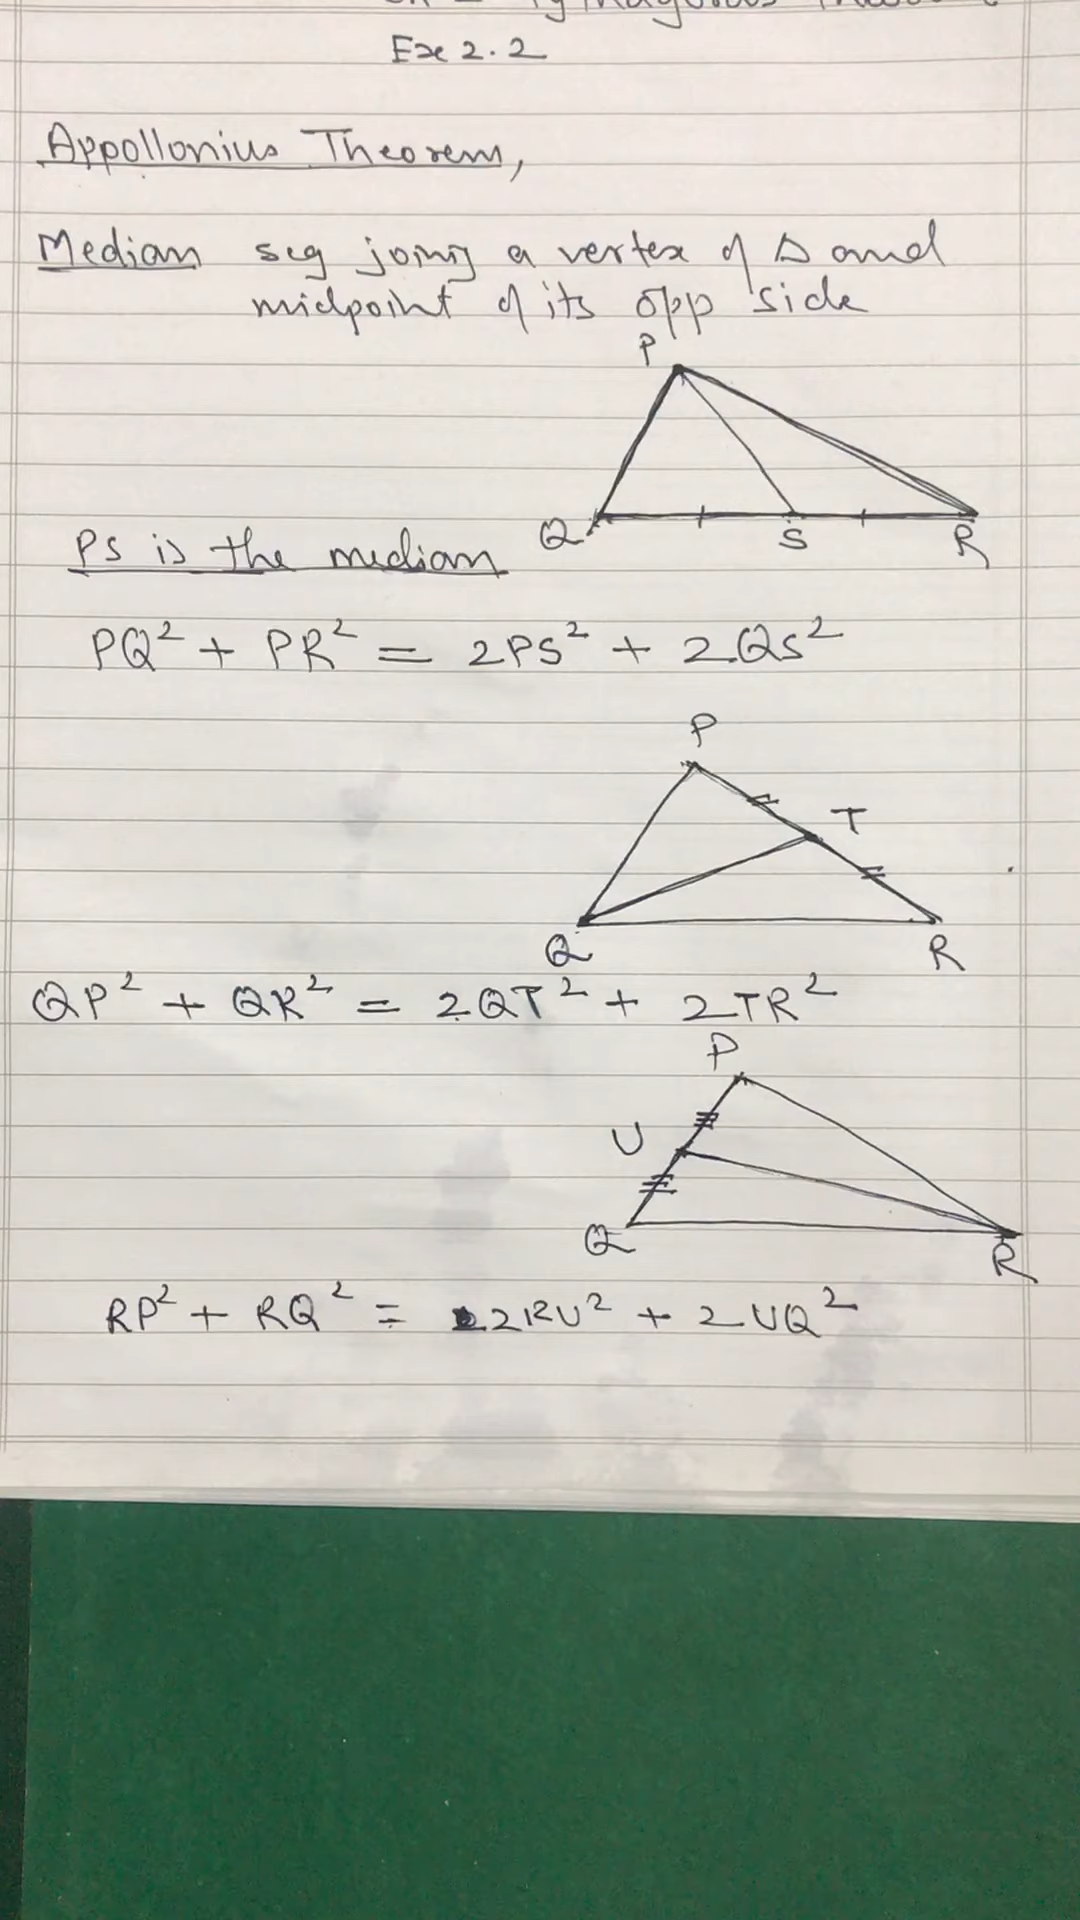 Ex 2.2
Appollonius Theorem,
Median seg joing a vertex of Δ and
midpoint of its opp side
P
Q S R
PS is the median
PQ² + PR² = 2PS² + 2QS²
P
T
Q R
QP² + QR² = 2QT² + 2TR²
P
U
Q R
RP² + RQ² = 2RU² + 2UQ²